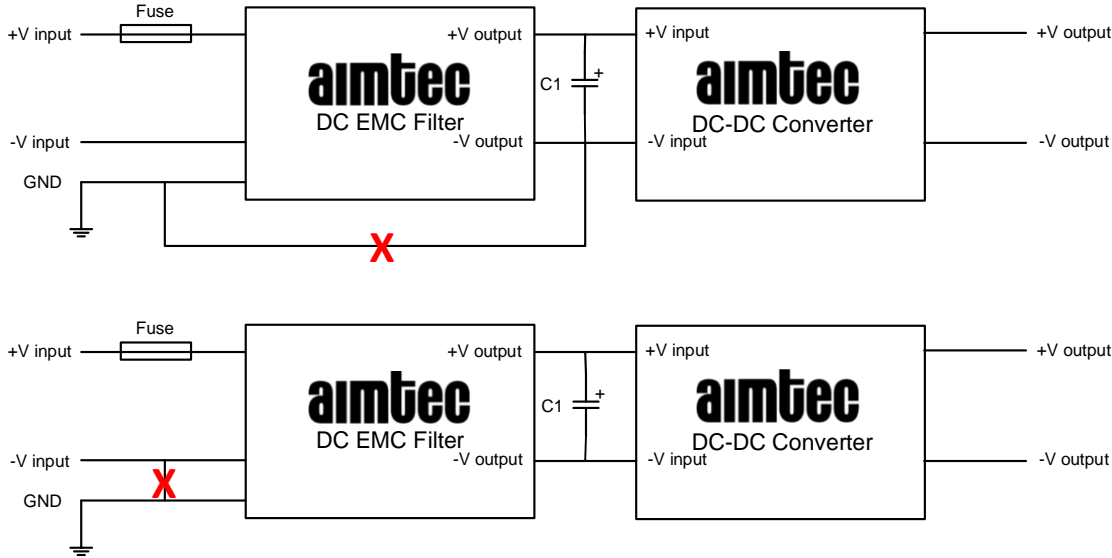 Fuse
+V input
+V output
+V input
+V output
aimtec
DC EMC Filter
C1
+
aimtec
DC-DC Converter
-V input
-V output
-V input
-V output
GND
X
Fuse
+V input
+V output
+V input
+V output
aimtec
DC EMC Filter
C1
+
aimtec
DC-DC Converter
-V input
-V output
-V input
-V output
X
GND